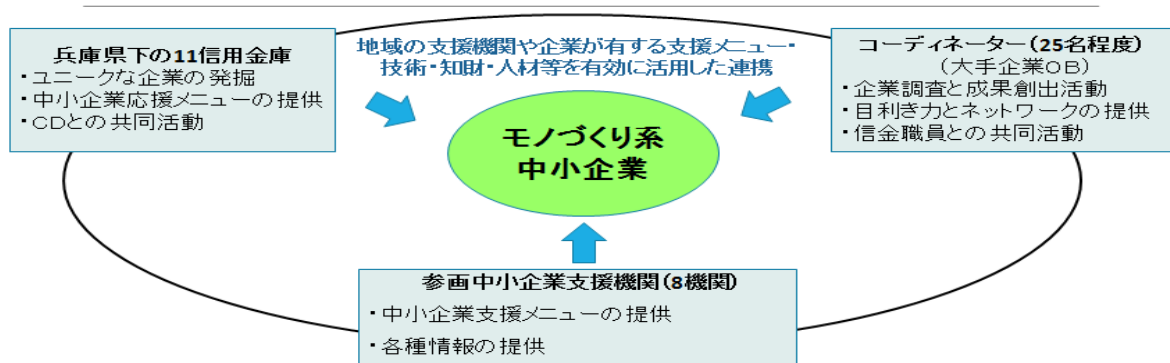 兵庫県下の11信用金庫
・ユニークな企業の発掘
・中小企業応援メニューの提供
・CDとの共同活動
地域の支援機関や企業が有する支援メニュー・
技術・知財・人材等を有効に活用した連携
コーディネーター(25名程度)
(大手企業OB)
・企業調査と成果創出活動
・目利き力とネットワークの提供
・信金職員との共同活動
モノづくり系
中小企業
参画中小企業支援機関(8機関)
・中小企業支援メニューの提供
・各種情報の提供